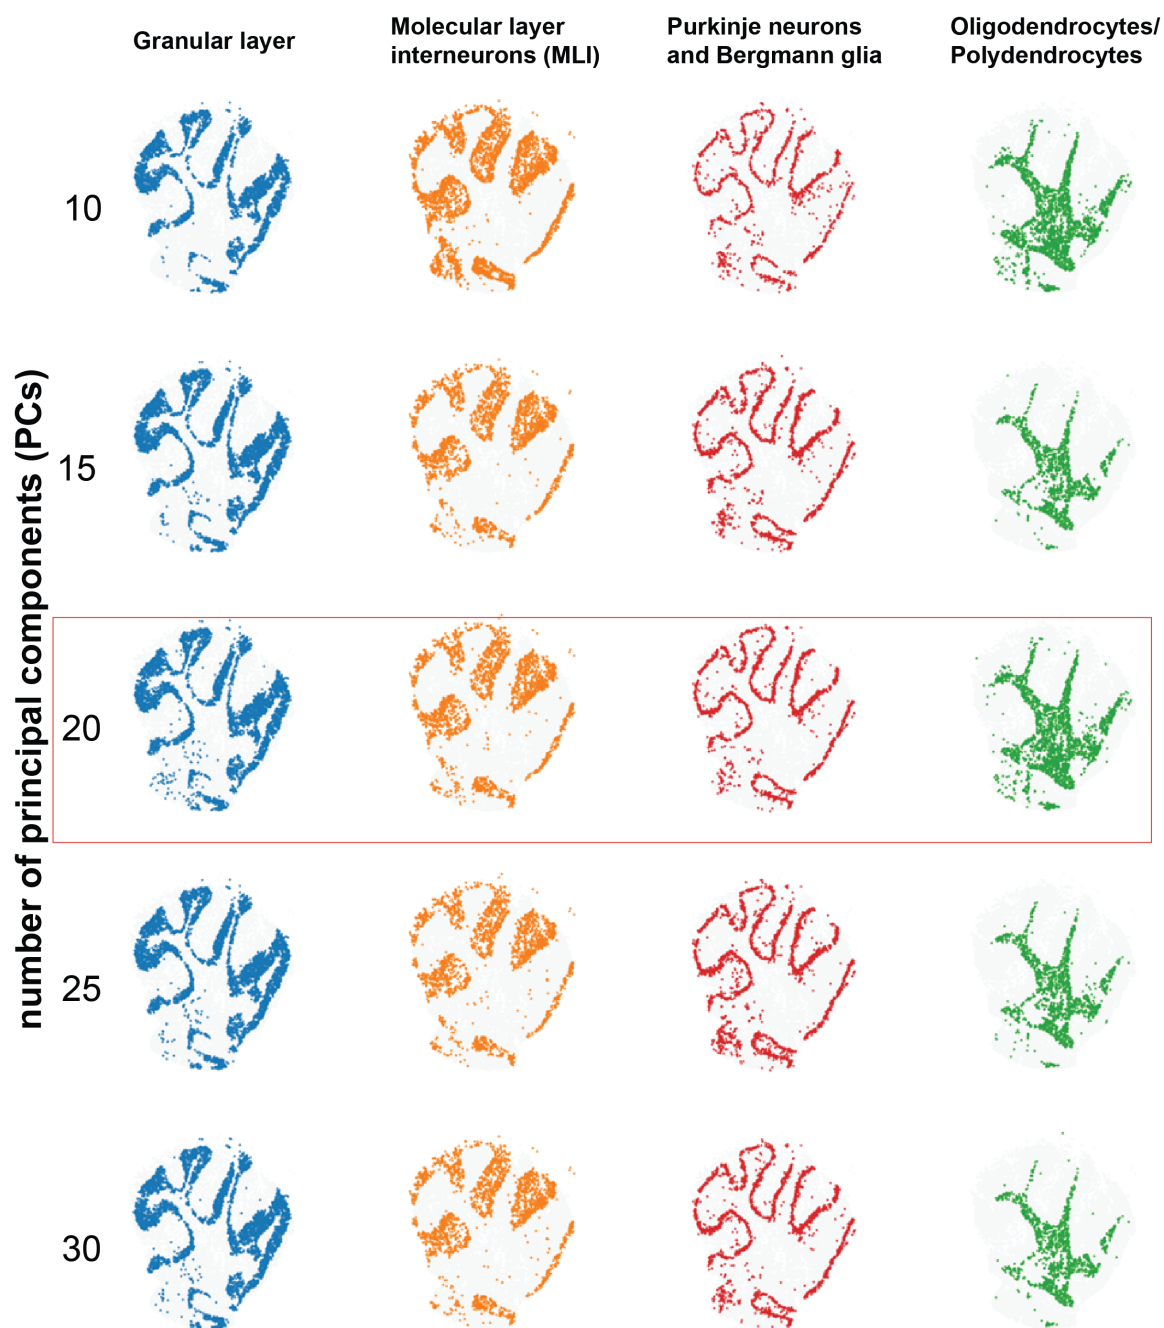 Granular layer
Molecular layer
interneurons (MLI)
Purkinje neurons
and Bergmann glia
Oligodendrocytes/
Polydendrocytes
number of principal components (PCs)
10
15
20
25
30